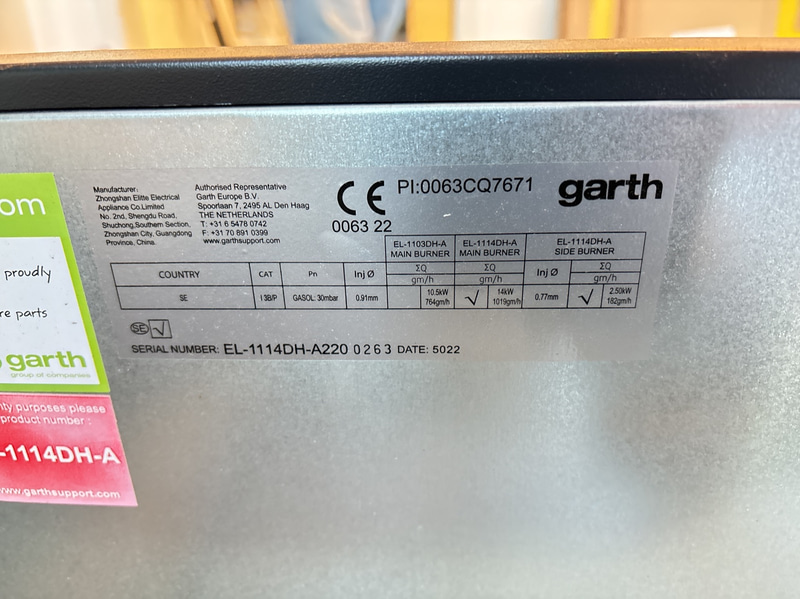 om
proudly
re parts
garth
group of companies
nty purposes please
product number :
-1114DH-A
www.garthsupport.com
Manufacturer:
Zhongshan Elitte Electrical
Appliance Co.Limited
No. 2nd, Shengdu Road,
Shuchong,Southern Section,
Zhongshan City, Guangdong
Province, China.
Authorised Representative
Garth Europe B.V.
Spoorlaan 7, 2495 AL Den Haag
THE NETHERLANDS
T: +31 6 5478 0742
F: +31 70 891 0399
www.garthsupport.com
CE
0063 22
PI:0063CQ7671
garth
EL-1103DH-A MAIN BURNER EL-1114DH-A MAIN BURNER EL-1114DH-A SIDE BURNER
COUNTRY CAT Pn Inj Ø ΣQ gm/h ΣQ gm/h Inj Ø ΣQ gm/h
SE I 3B/P GASOL: 30mbar 0.91mm 10.5kW 764gm/h ✓ 14kW 1019gm/h 0.77mm ✓ 2.50kW 182gm/h
SE ✓
SERIAL NUMBER: EL-1114DH-A220 0263 DATE: 5022